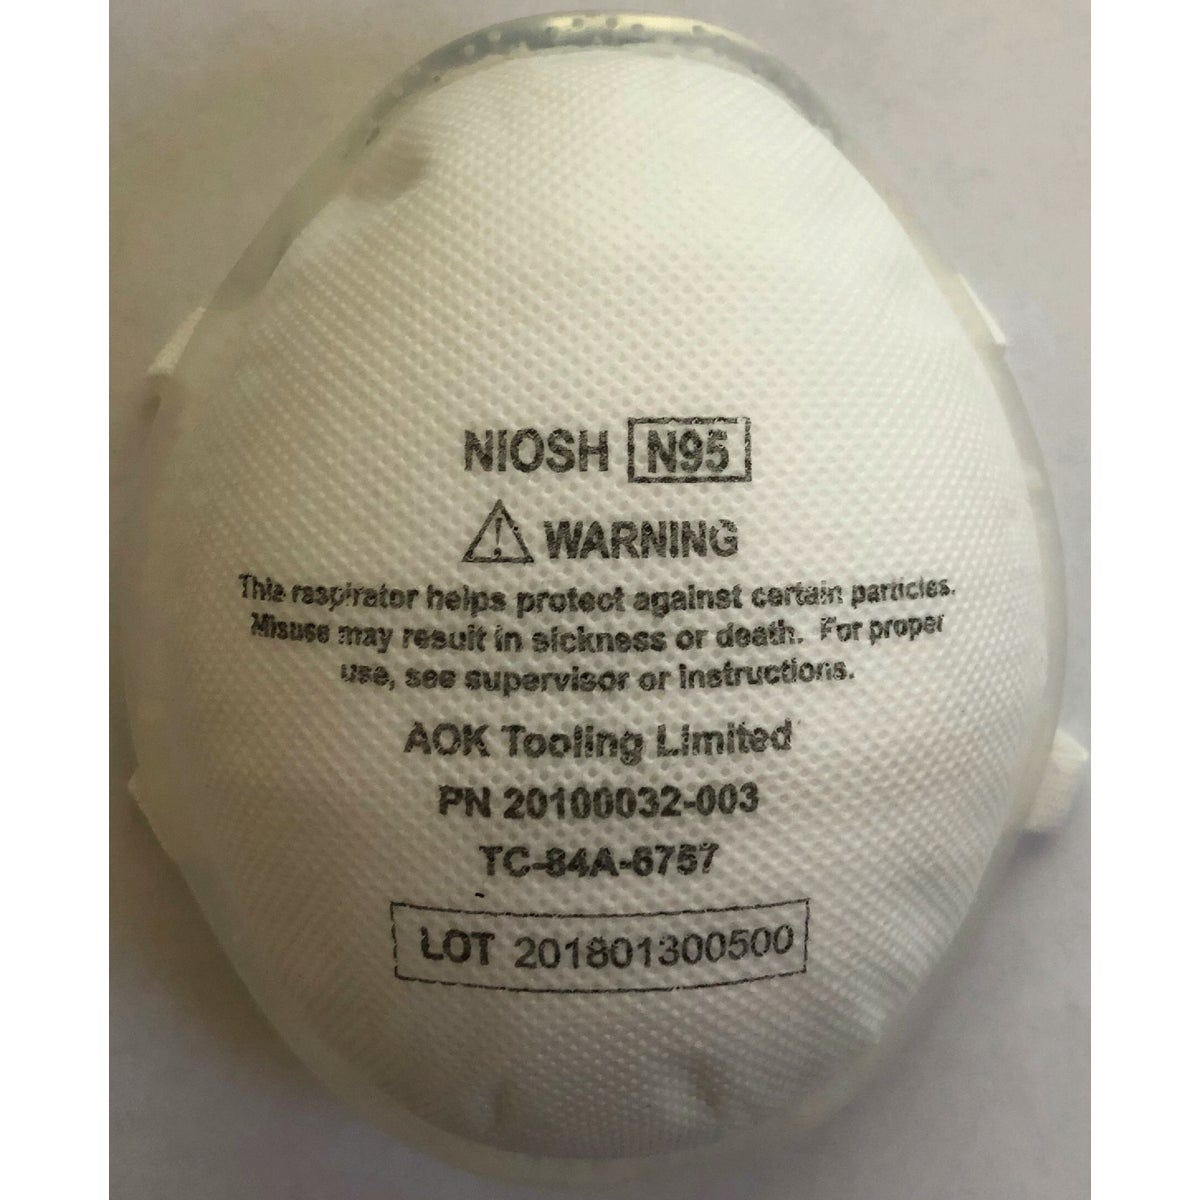 NIOSH N95
WARNING
This respirator helps protect against certain particles.
Misuse may result in sickness or death. For proper
use, see supervisor or instructions.
AOK Tooling Limited
PN 20100032-003
TC-84A-6757
LOT 201801300500